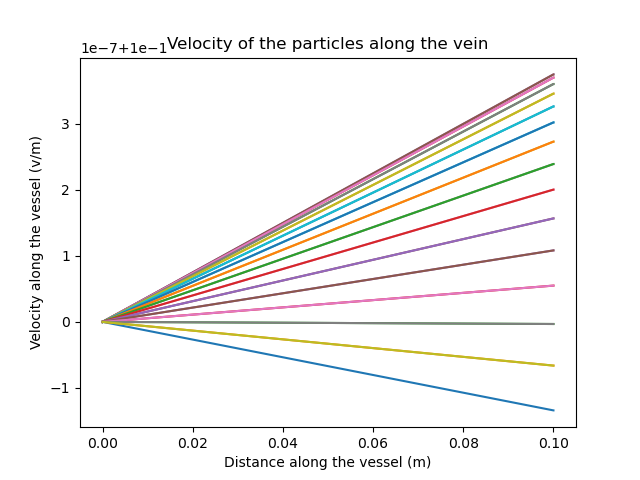 Velocity of the particles along the vein
1e−7+1e−1
3
2
1
0
−1
Velocity along the vessel (v/m)
0.00 0.02 0.04 0.06 0.08 0.10
Distance along the vessel (m)